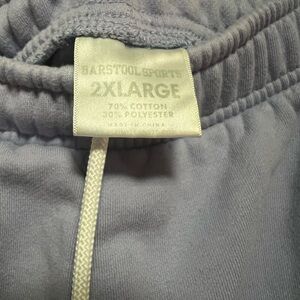 BARSTOOL SPORTS
2XLARGE
70% COTTON
30% POLYESTER
MADE IN CHINA